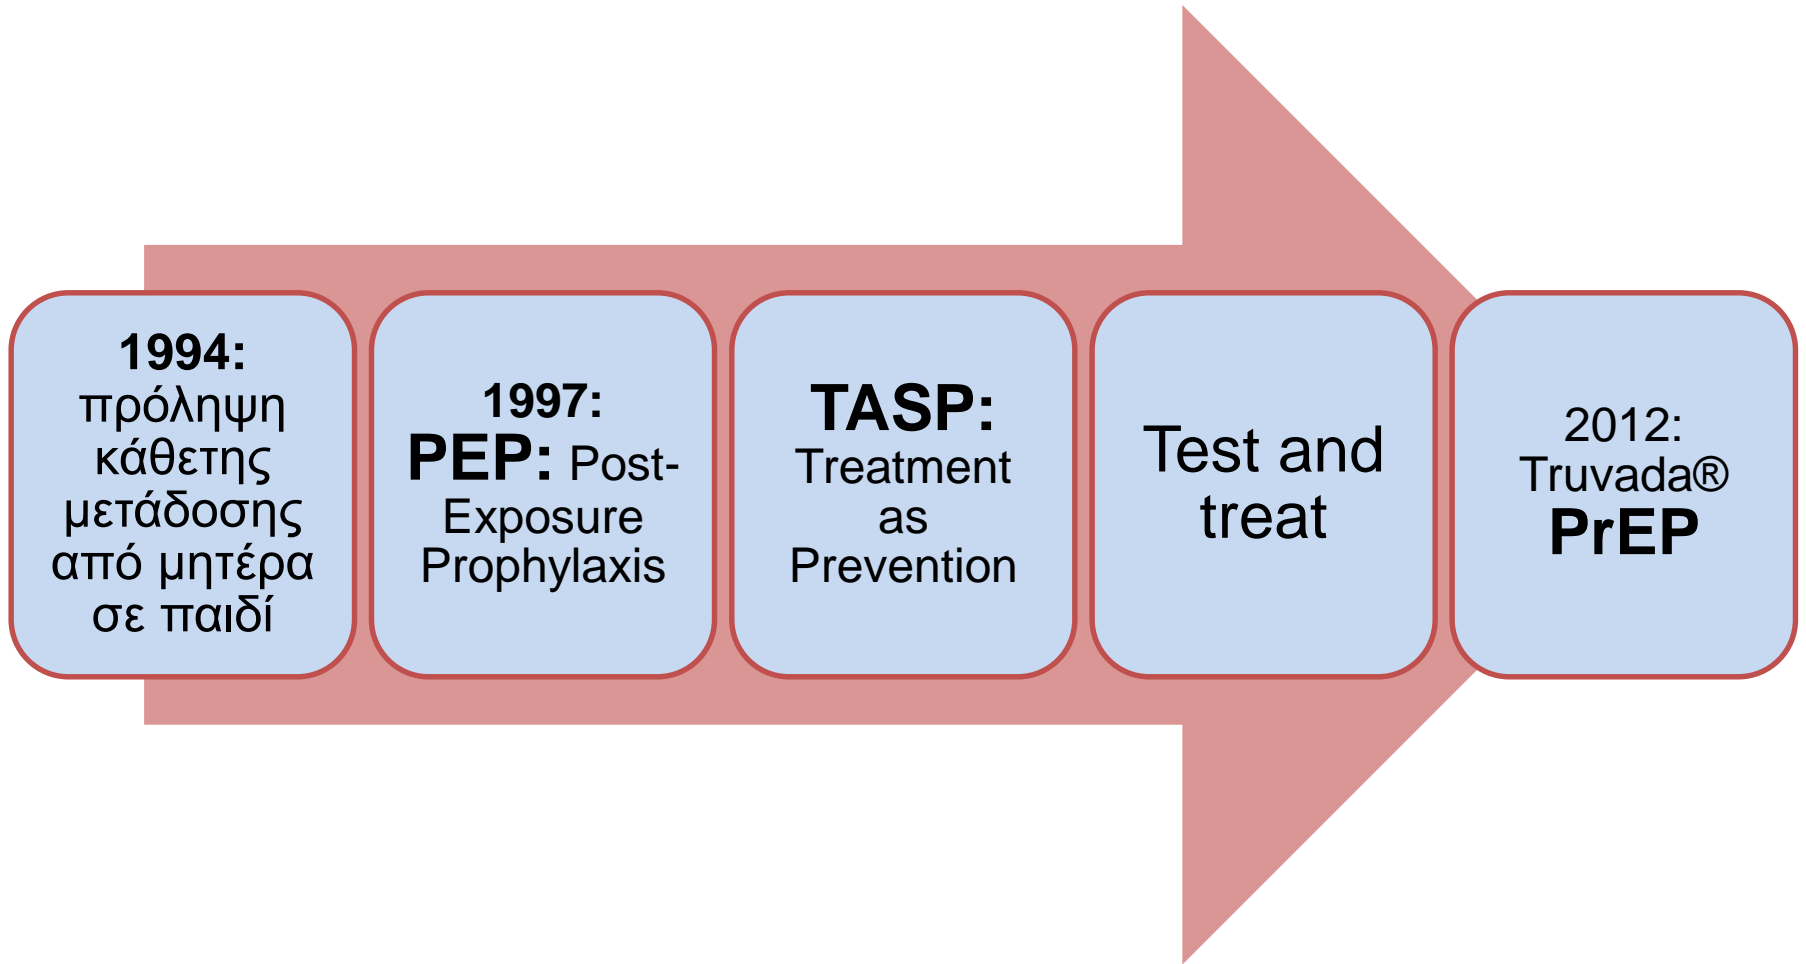 1994:
πρόληψη
κάθετης
μετάδοσης
από μητέρα
σε παιδί
1997:
PEP: Post-
Exposure
Prophylaxis
TASP:
Treatment
as
Prevention
Test and
treat
2012:
Truvada®
PrEP